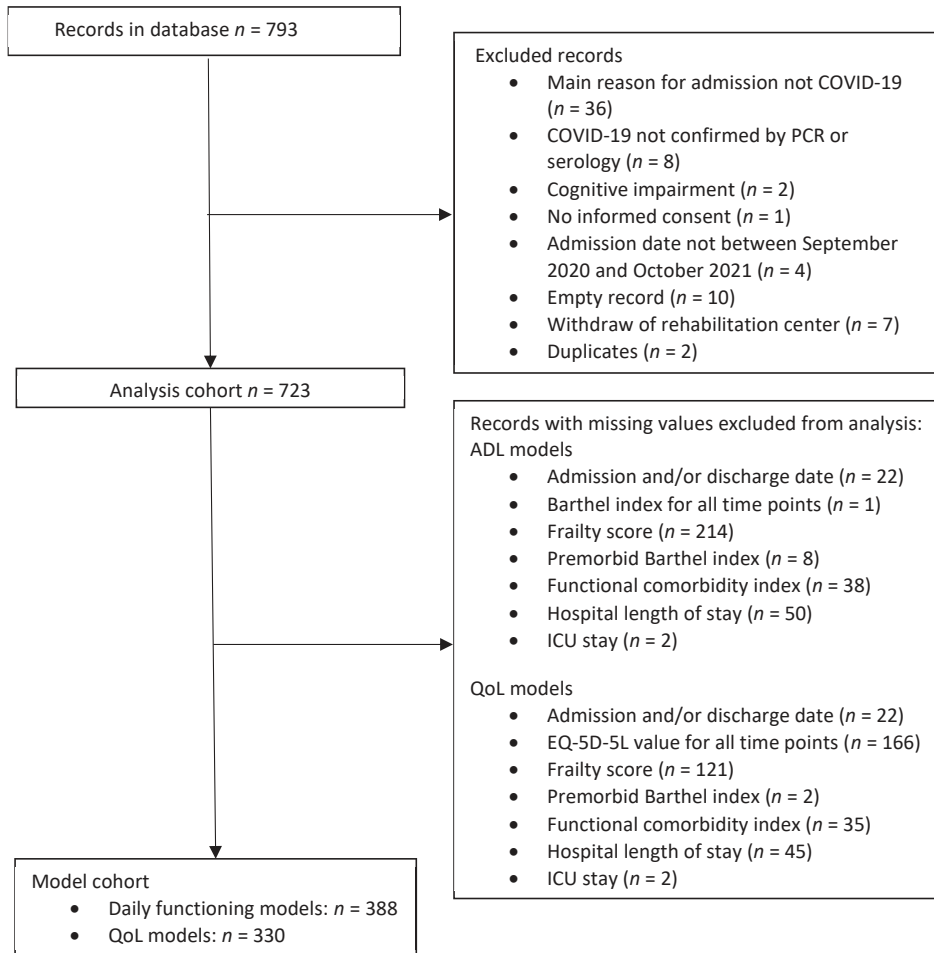 Records in database n = 793
Excluded records
• Main reason for admission not COVID-19
(n = 36)
• COVID-19 not confirmed by PCR or
serology (n = 8)
• Cognitive impairment (n = 2)
• No informed consent (n = 1)
• Admission date not between September
2020 and October 2021 (n = 4)
• Empty record (n = 10)
• Withdraw of rehabilitation center (n = 7)
• Duplicates (n = 2)
Analysis cohort n = 723
Records with missing values excluded from analysis:
ADL models
• Admission and/or discharge date (n = 22)
• Barthel index for all time points (n = 1)
• Frailty score (n = 214)
• Premorbid Barthel index (n = 8)
• Functional comorbidity index (n = 38)
• Hospital length of stay (n = 50)
• ICU stay (n = 2)
QoL models
• Admission and/or discharge date (n = 22)
• EQ-5D-5L value for all time points (n = 166)
• Frailty score (n = 121)
• Premorbid Barthel index (n = 2)
• Functional comorbidity index (n = 35)
• Hospital length of stay (n = 45)
• ICU stay (n = 2)
Model cohort
• Daily functioning models: n = 388
• QoL models: n = 330